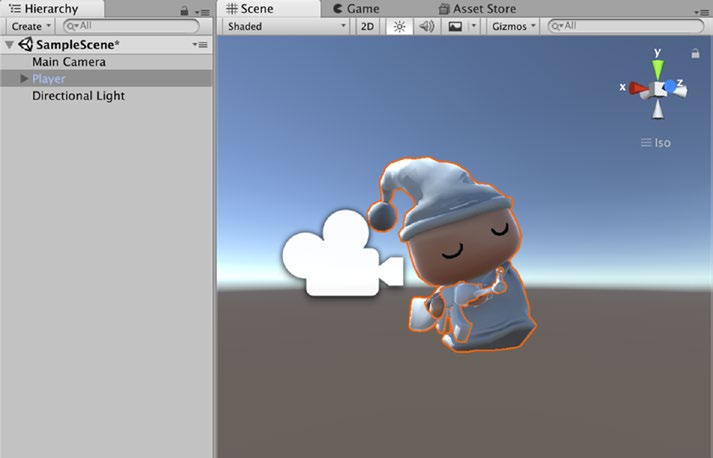 Hierarchy
Create
All
SampleScene*
Main Camera
Player
Directional Light
Scene
Game
Asset Store
Shaded
2D
Gizmos
All
y
x
z
Iso